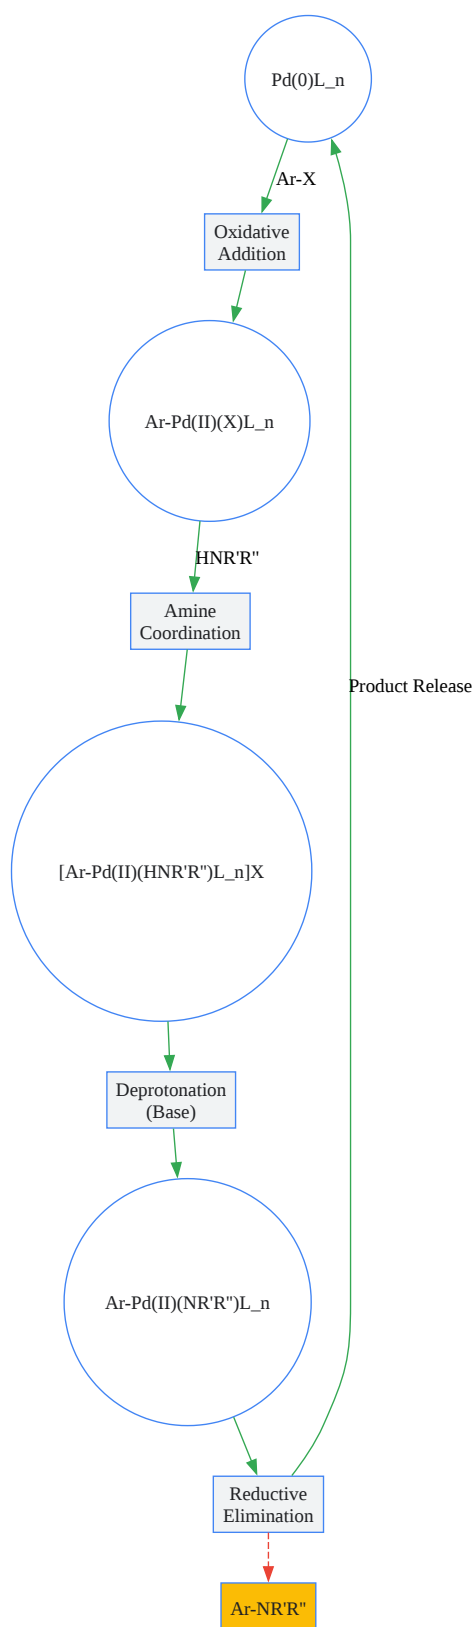 Pd(0)L_n
Ar-X
Oxidative
Addition
Ar-Pd(II)(X)L_n
HNR'R"
Amine
Coordination
Product Release
[Ar-Pd(II)(HNR'R")L_n]X
Deprotonation
(Base)
Ar-Pd(II)(NR'R")L_n
Reductive
Elimination
Ar-NR'R"